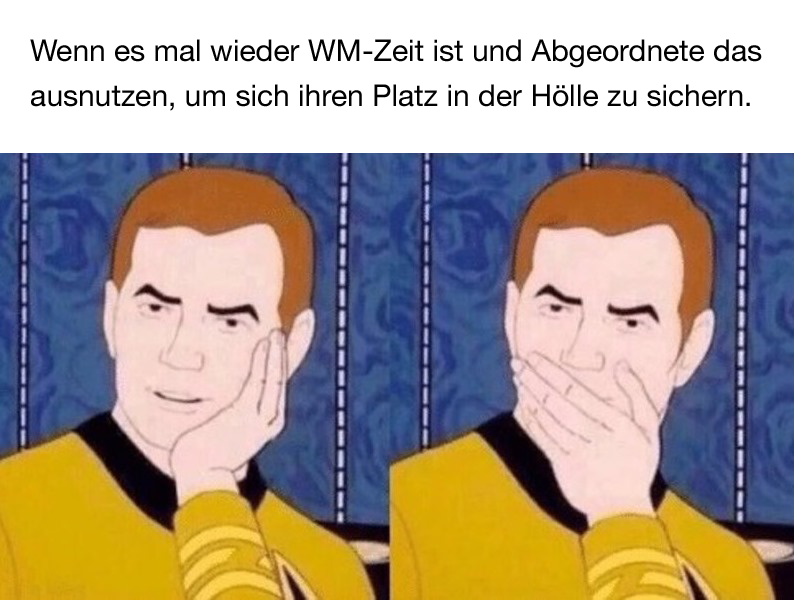 Wenn es mal wieder WM-Zeit ist und Abgeordnete das
ausnutzen, um sich ihren Platz in der Hölle zu sichern.